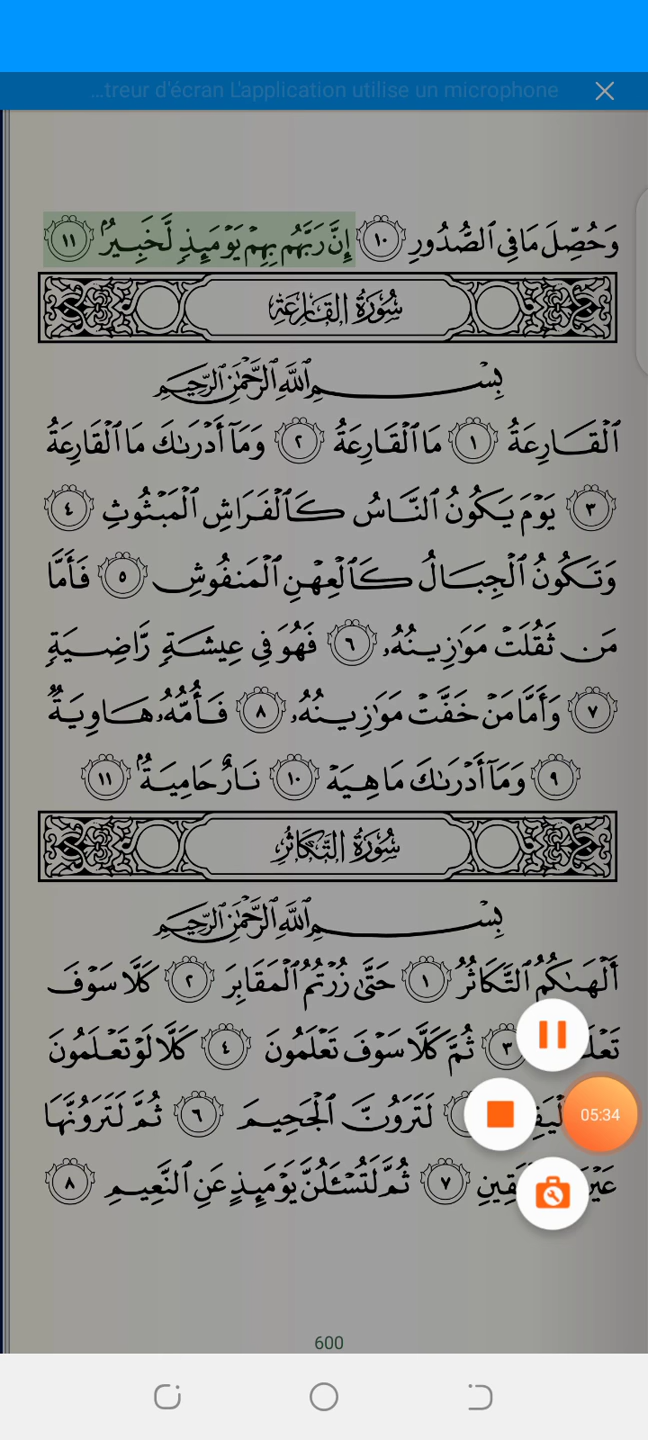 ...treur d'écran L'application utilise un microphone
وَحُصِّلَ مَا فِى ٱلصُّدُورِ ١٠ إِنَّ رَبَّهُم بِهِمۡ يَوۡمَئِذٖ لَّخَبِيرُۢ ١١
سُورَةُ القَارِعَةِ
بِسۡمِ ٱللَّهِ ٱلرَّحۡمَٰنِ ٱلرَّحِيمِ
ٱلۡقَارِعَةُ ١ مَا ٱلۡقَارِعَةُ ٢ وَمَآ أَدۡرَىٰكَ مَا ٱلۡقَارِعَةُ
٣ يَوۡمَ يَكُونُ ٱلنَّاسُ كَٱلۡفَرَاشِ ٱلۡمَبۡثُوثِ ٤
وَتَكُونُ ٱلۡجِبَالُ كَٱلۡعِهۡنِ ٱلۡمَنفُوشِ ٥ فَأَمَّا
مَن ثَقُلَتۡ مَوَٰزِينُهُۥ ٦ فَهُوَ فِى عِيشَةٖ رَّاضِيَةٖ
٧ وَأَمَّا مَنۡ خَفَّتۡ مَوَٰزِينُهُۥ ٨ فَأُمُّهُۥ هَاوِيَةٞ
٩ وَمَآ أَدۡرَىٰكَ مَا هِيَهۡ ١٠ نَارٌ حَامِيَةُۢ ١١
سُورَةُ التَّكَاثُرِ
بِسۡمِ ٱللَّهِ ٱلرَّحۡمَٰنِ ٱلرَّحِيمِ
أَلۡهَىٰكُمُ ٱلتَّكَاثُرُ ١ حَتَّىٰ زُرۡتُمُ ٱلۡمَقَابِرَ ٢ كَلَّا سَوۡفَ
٣ ثُمَّ كَلَّا سَوۡفَ تَعۡلَمُونَ ٤ كَلَّا لَوۡ تَعۡلَمُونَ
لَتَرَوُنَّ ٱلۡجَحِيمَ ٦ ثُمَّ لَتَرَوُنَّهَا
05:34
عَيۡنَ ٧ ثُمَّ لَتُسۡـَٔلُنَّ يَوۡمَئِذٍ عَنِ ٱلنَّعِيمِ ٨
600